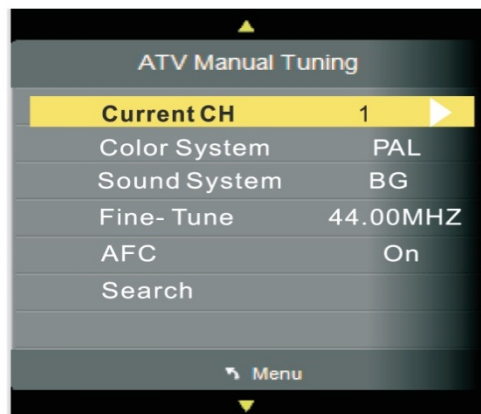 ATV Manual Tuning
Current CH 1
Color System PAL
Sound System BG
Fine- Tune 44.00MHZ
AFC On
Search
Menu